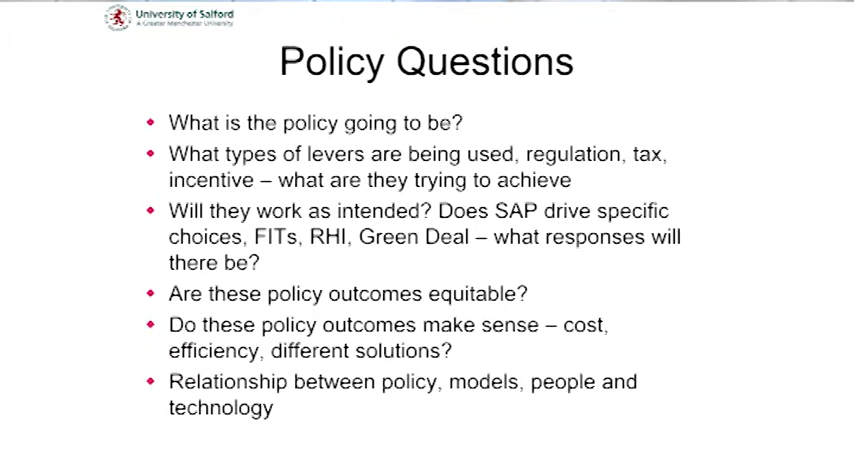 University of Salford
A Greater Manchester University
Policy Questions
• What is the policy going to be?
• What types of levers are being used, regulation, tax,
incentive – what are they trying to achieve
• Will they work as intended? Does SAP drive specific
choices, FITs, RHI, Green Deal – what responses will
there be?
• Are these policy outcomes equitable?
• Do these policy outcomes make sense – cost,
efficiency, different solutions?
• Relationship between policy, models, people and
technology